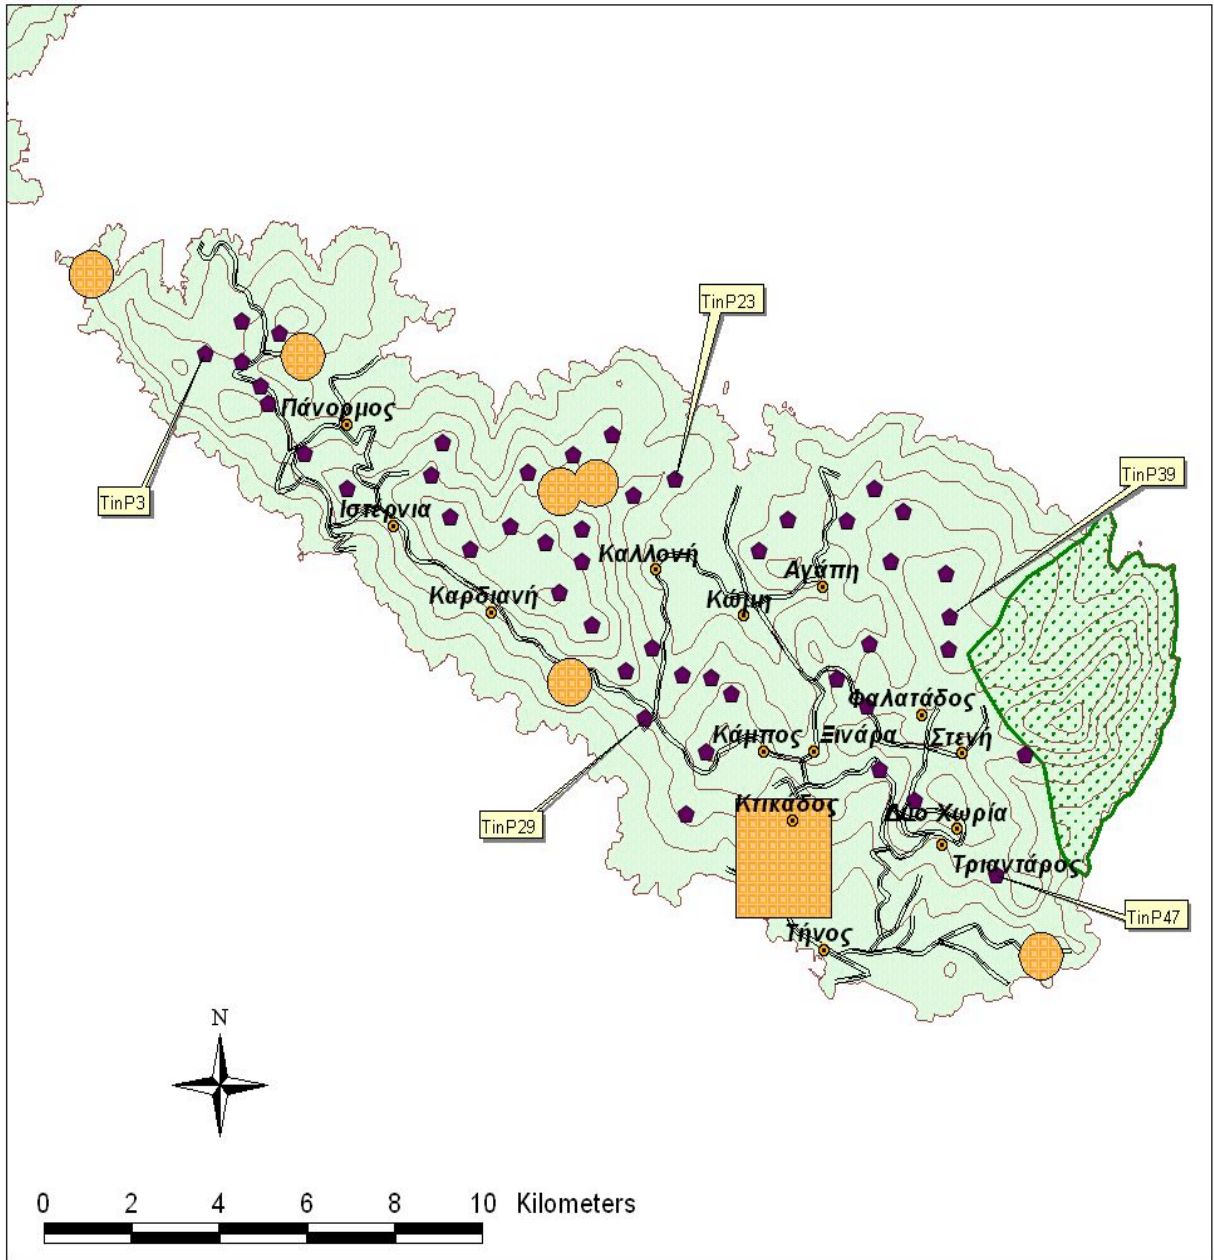 TinP23
Πάνορμος
TinP39
TinP3
Ιστέρνια
Καλλονή
Αγάπη
Καρδιανή
Κώμη
Φαλατάδος
Κάμπος
Ξινάρα
Στενή
Κτικάδος
Δύο Χωρία
TinP29
Τριαντάρος
TinP47
Τήνος
N
0 2 4 6 8 10 Kilometers